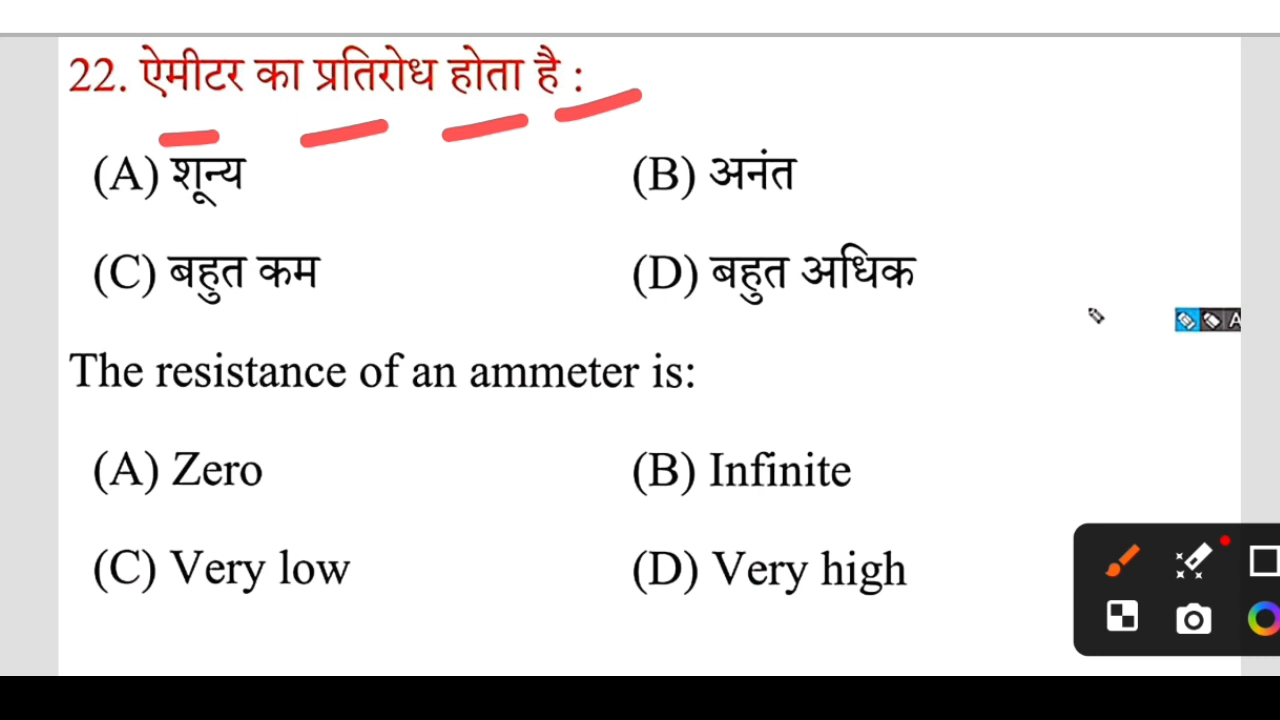 22. ऐमीटर का प्रतिरोध होता है :
(A) शून्य (B) अनंत
(C) बहुत कम (D) बहुत अधिक
The resistance of an ammeter is:
(A) Zero (B) Infinite
(C) Very low (D) Very high
A